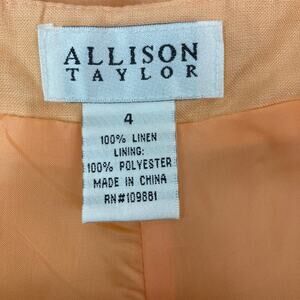 ALLISON
TAYLOR
4
100% LINEN
LINING:
100% POLYESTER
MADE IN CHINA
RN#109881